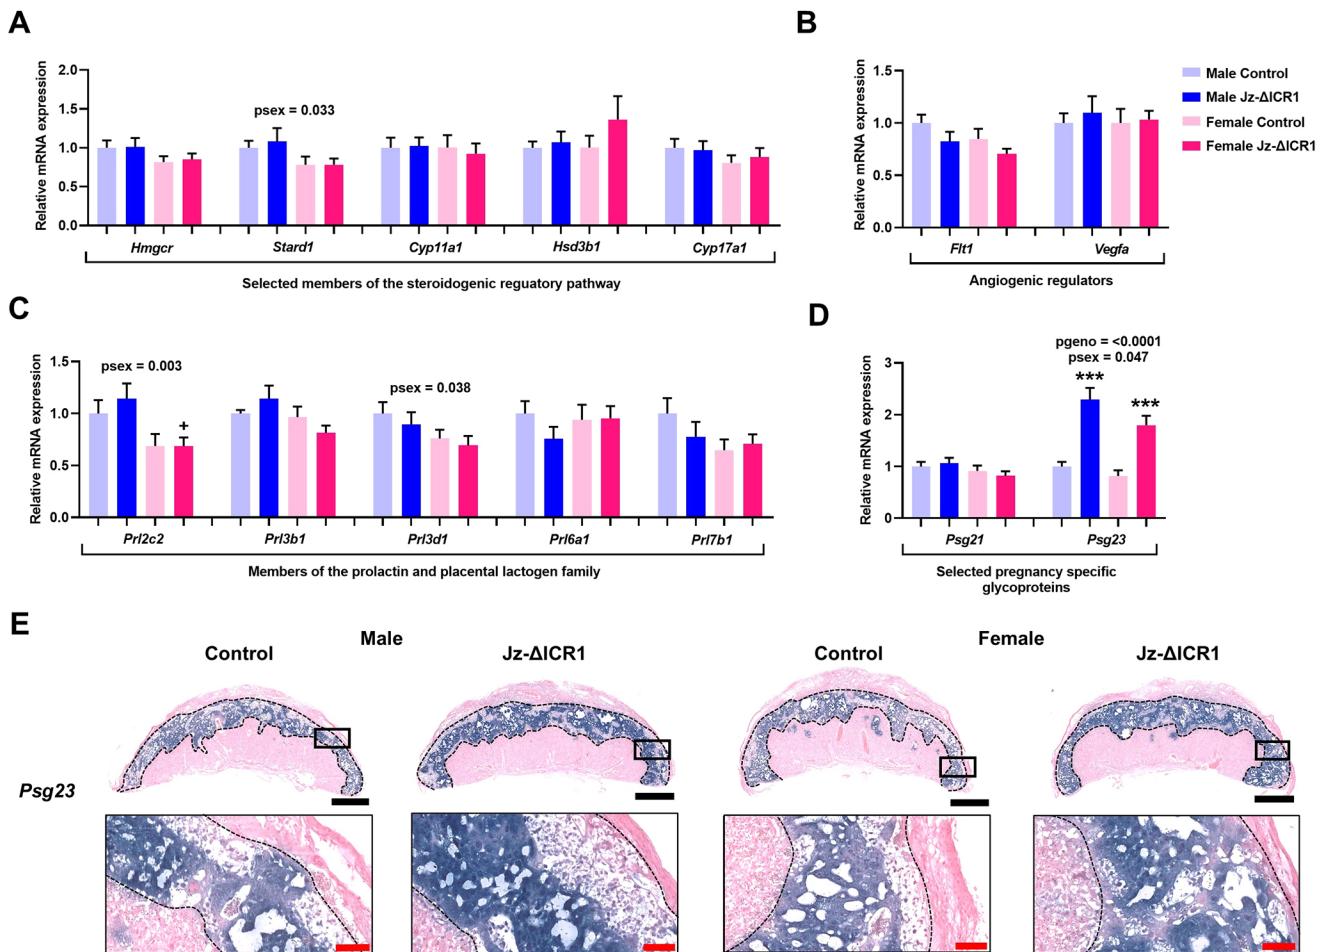 A
Relative mRNA expression
2.0
1.5
1.0
0.5
0.0
psex = 0.033
Hmgcr
Stard1
Cyp11a1
Hsd3b1
Cyp17a1
Selected members of the steroidogenic reguatory pathway
B
Relative mRNA expression
1.5
1.0
0.5
0.0
Flt1
Vegfa
Angiogenic regulators
Male Control
Male Jz-ΔICR1
Female Control
Female Jz-ΔICR1
C
Relative mRNA expression
1.5
1.0
0.5
0.0
psex = 0.003
psex = 0.038
+
Prl2c2
Prl3b1
Prl3d1
Prl6a1
Prl7b1
Members of the prolactin and placental lactogen family
D
Relative mRNA expression
3
2
1
0
pgeno = <0.0001
psex = 0.047
***
***
Psg21
Psg23
Selected pregnancy specific
glycoproteins
E
Male
Female
Control
Jz-ΔICR1
Control
Jz-ΔICR1
Psg23